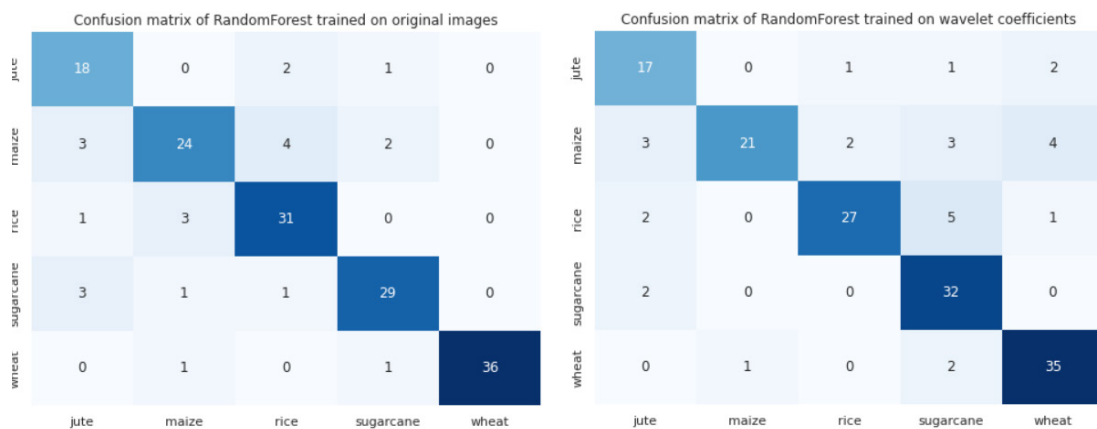 Confusion matrix of RandomForest trained on original images
jute 18 0 2 1 0
maize 3 24 4 2 0
rice 1 3 31 0 0
sugarcane 3 1 1 29 0
wheat 0 1 0 1 36
jute maize rice sugarcane wheat
Confusion matrix of RandomForest trained on wavelet coefficients
jute 17 0 1 1 2
maize 3 21 2 3 4
rice 2 0 27 5 1
sugarcane 2 0 0 32 0
wheat 0 1 0 2 35
jute maize rice sugarcane wheat